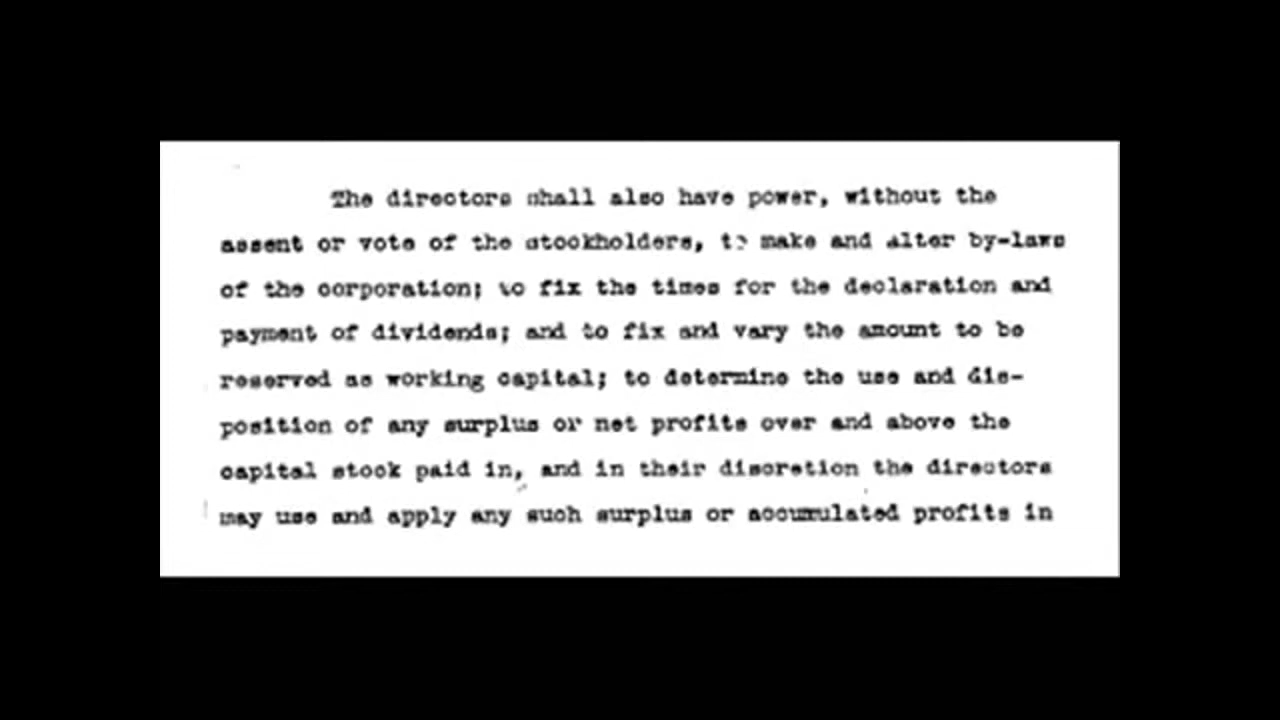 The directors shall also have power, without the
assent or vote of the stockholders, to make and alter by-laws
of the corporation; to fix the times for the declaration and
payment of dividends; and to fix and vary the amount to be
reserved as working capital; to determine the use and dis-
position of any surplus or net profits over and above the
capital stock paid in, and in their discretion the directors
may use and apply any such surplus or accumulated profits in